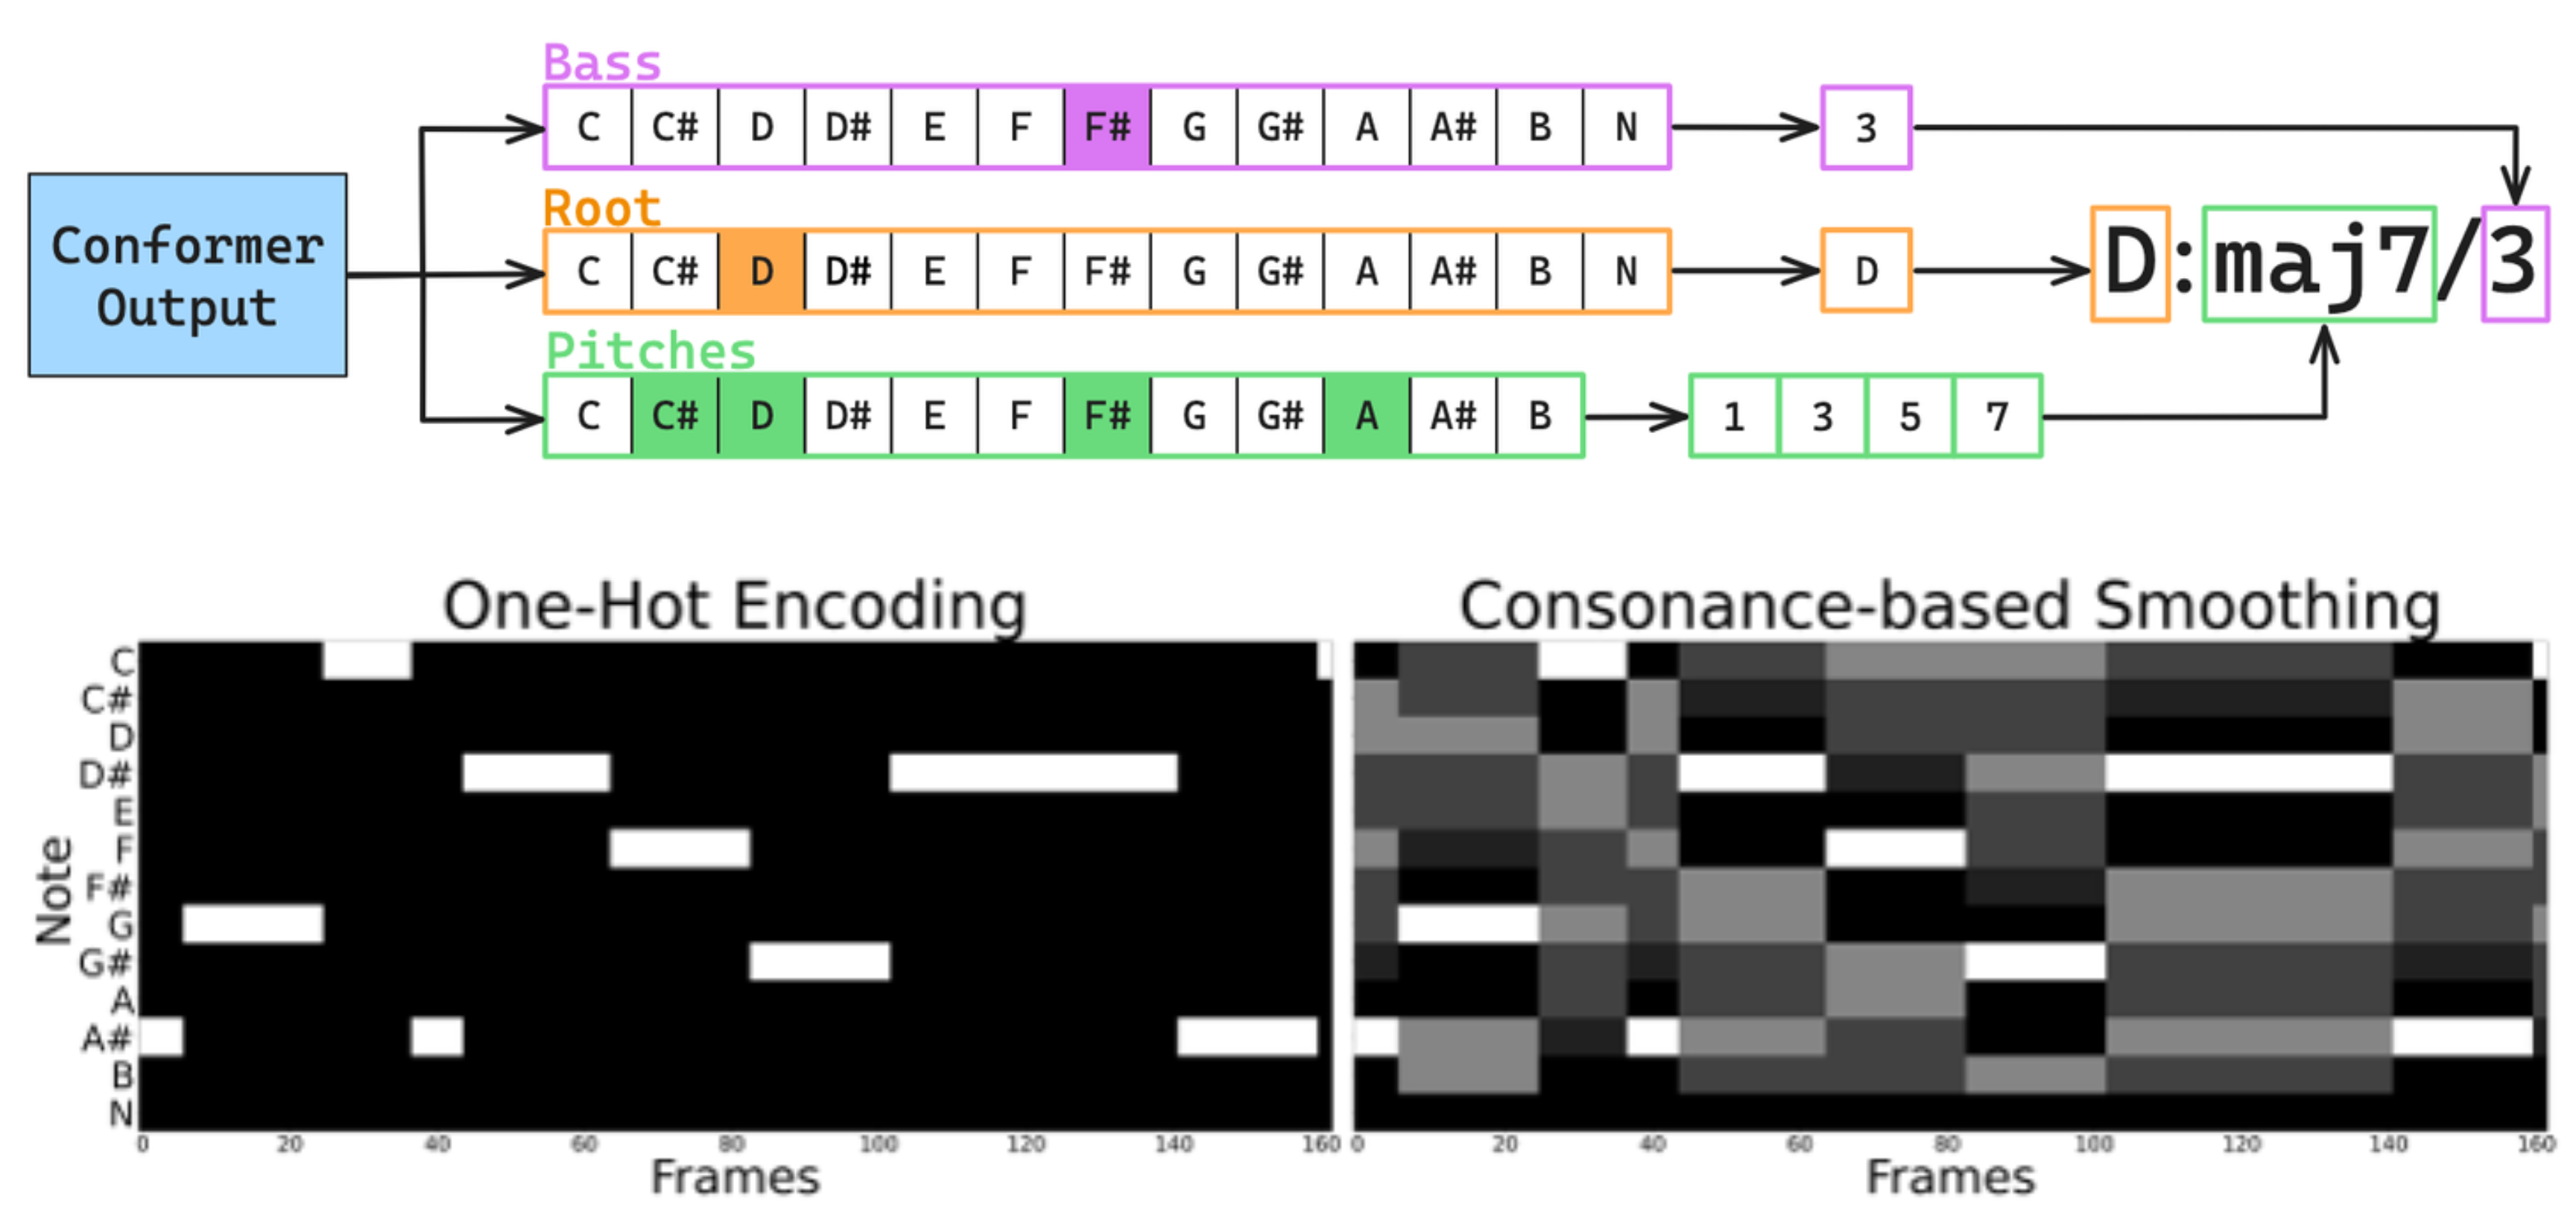 Bass
C C# D D# E F F# G G# A A# B N
3
Root
C C# D D# E F F# G G# A A# B N
D
D:maj7/3
Conformer
Output
Pitches
C C# D D# E F F# G G# A A# B
1 3 5 7
One-Hot Encoding
Consonance-based Smoothing
Note
C
C#
D
D#
E
F
F#
G
G#
A
A#
B
N
0 20 40 60 80 100 120 140 160
0 20 40 60 80 100 120 140 160
Frames
Frames